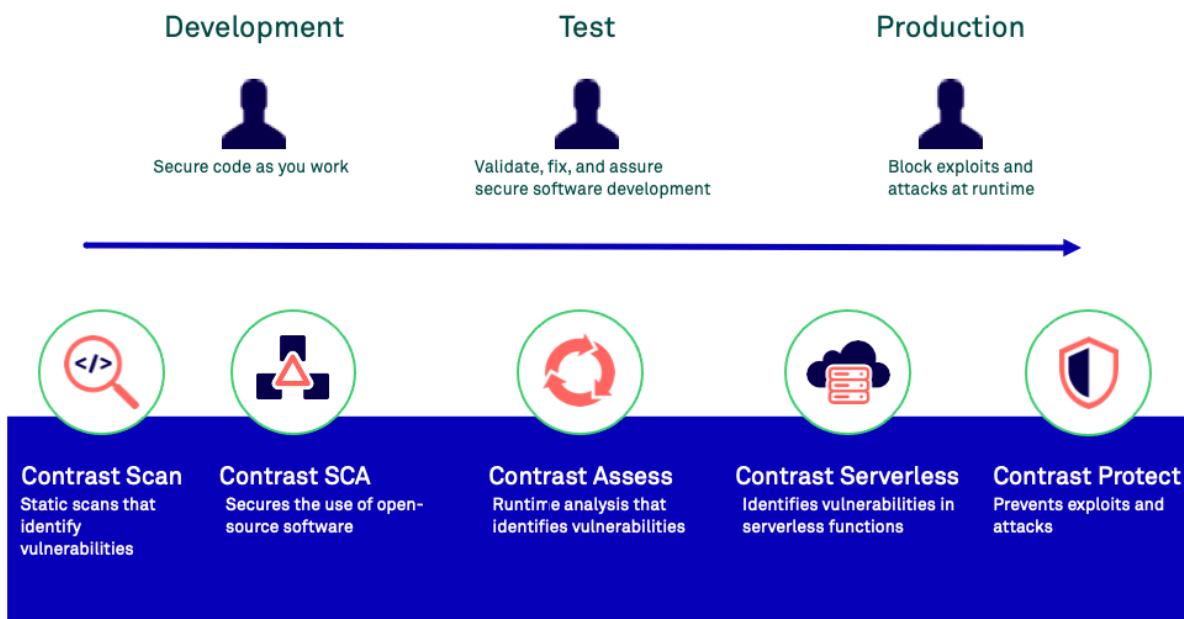 Development
Test
Production
Secure code as you work
Validate, fix, and assure
secure software development
Block exploits and
attacks at runtime
</>
Contrast Scan
Static scans that
identify
vulnerabilities
Contrast SCA
Secures the use of open-
source software
Contrast Assess
Runtime analysis that
identifies vulnerabilities
Contrast Serverless
Identifies vulnerabilities in
serverless functions
Contrast Protect
Prevents exploits and
attacks